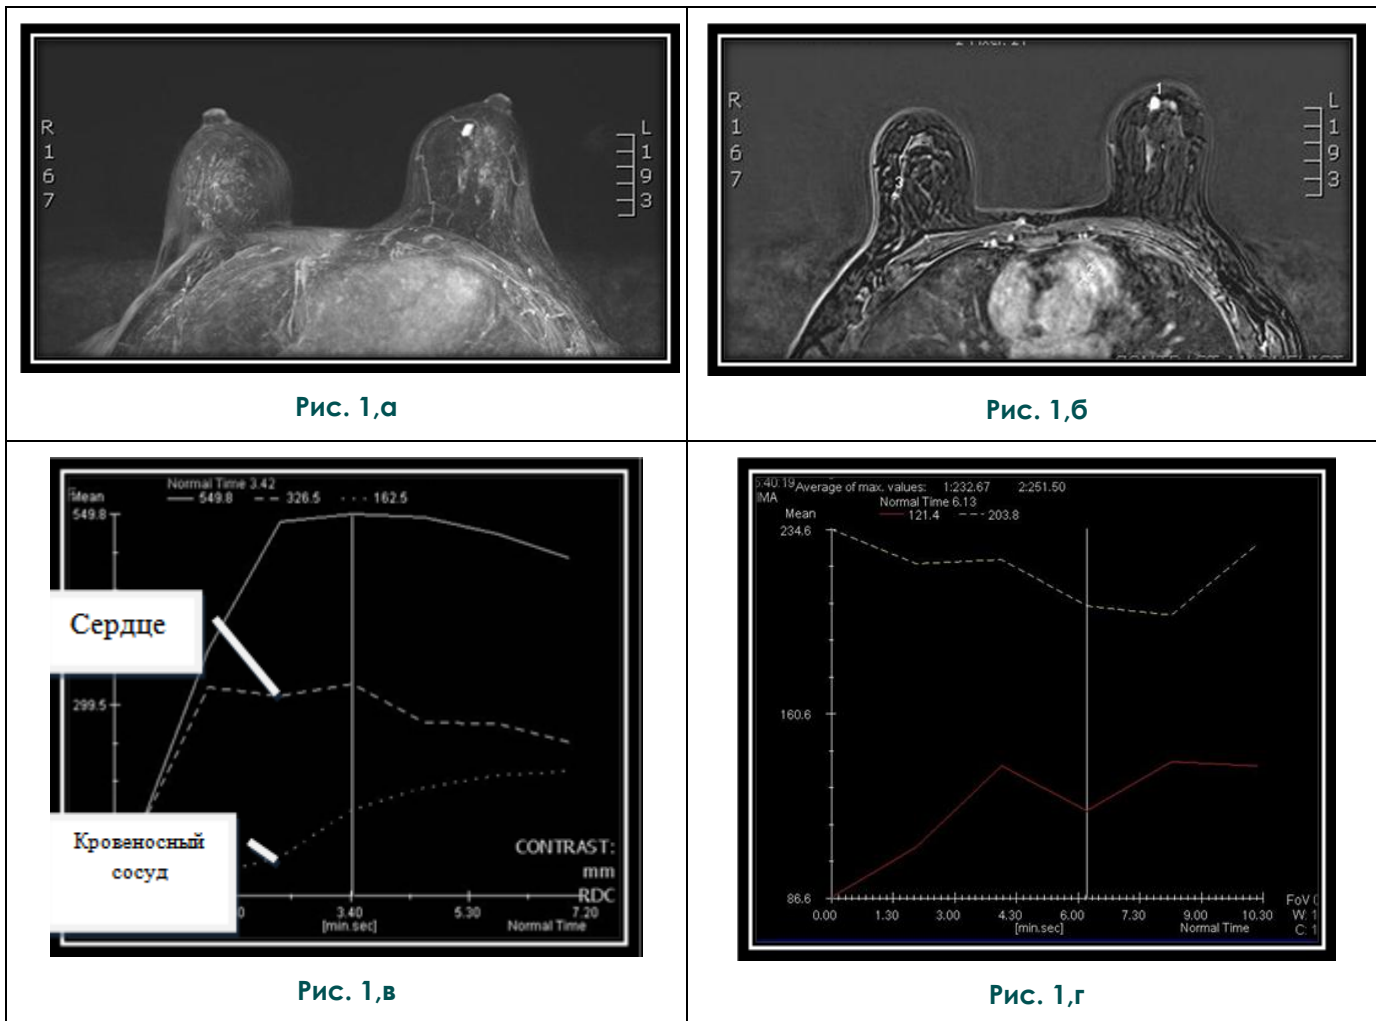 R
1
6
7
L
1
9
3
Рис. 1,а
R
1
6
7
1
3
2
L
1
9
3
Рис. 1,б
Normal Time 3.42
Mean
549.8
326.5
162.5
549.8
Сердце
299.5
Кровеносный
сосуд
CONTRAST:
mm
RDC
0
3.40
5.30
7.20
[min.sec]
Normal Time
Рис. 1,в
5:40:19
Average of max. values: 1:232.67 2:251.50
IMA
Normal Time 6.13
Mean
121.4
203.8
234.6
160.6
86.6
0.00
1.30
3.00
4.30
6.00
7.30
9.00
10.30
[min.sec]
Normal Time
FoV
W: 1
C: 1
Рис. 1,г